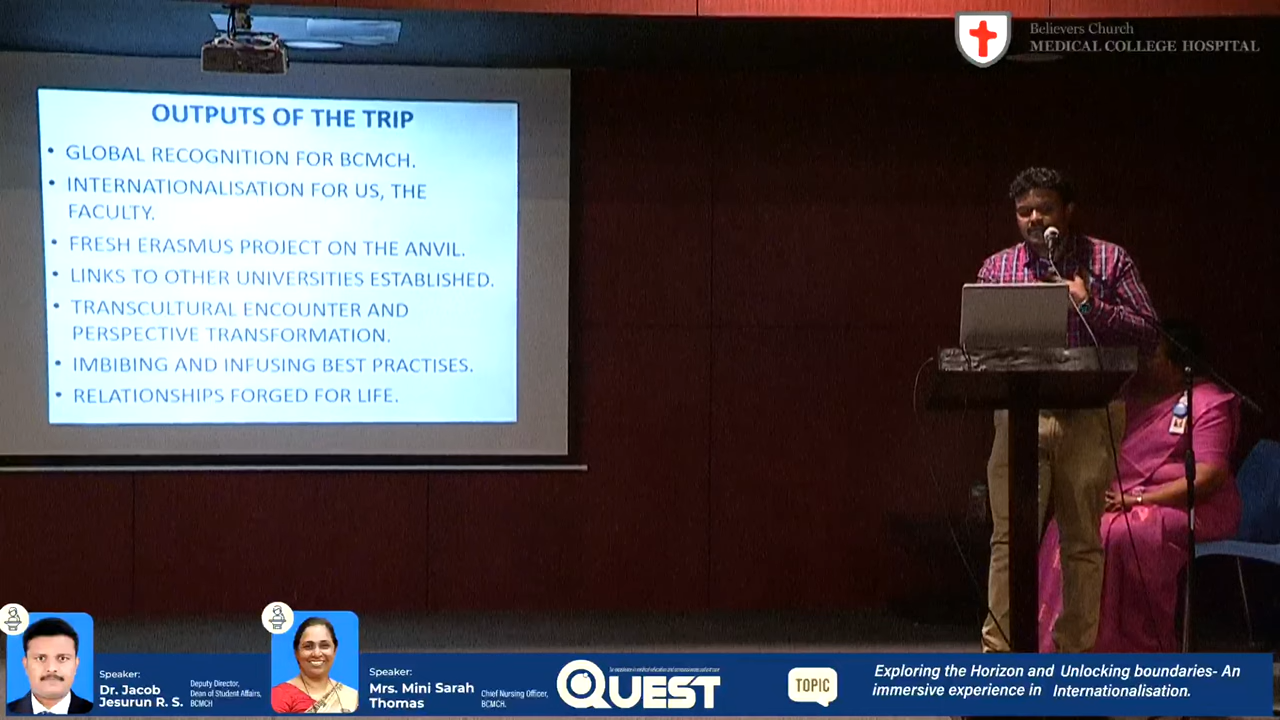 Believers Church
MEDICAL COLLEGE HOSPITAL
OUTPUTS OF THE TRIP
• GLOBAL RECOGNITION FOR BCMCH.
• INTERNATIONALISATION FOR US, THE
FACULTY.
• FRESH ERASMUS PROJECT ON THE ANVIL.
• LINKS TO OTHER UNIVERSITIES ESTABLISHED.
• TRANSCULTURAL ENCOUNTER AND
PERSPECTIVE TRANSFORMATION.
• IMBIBING AND INFUSING BEST PRACTISES.
• RELATIONSHIPS FORGED FOR LIFE.
Speaker:
Dr. Jacob
Jesurun R. S.
Deputy Director,
Dean of Student Affairs,
BCMCH
Speaker:
Mrs. Mini Sarah
Thomas
Chief Nursing Officer,
BCMCH.
QUEST
TOPIC
Exploring the Horizon and Unlocking boundaries- An
immersive experience in Internationalisation.